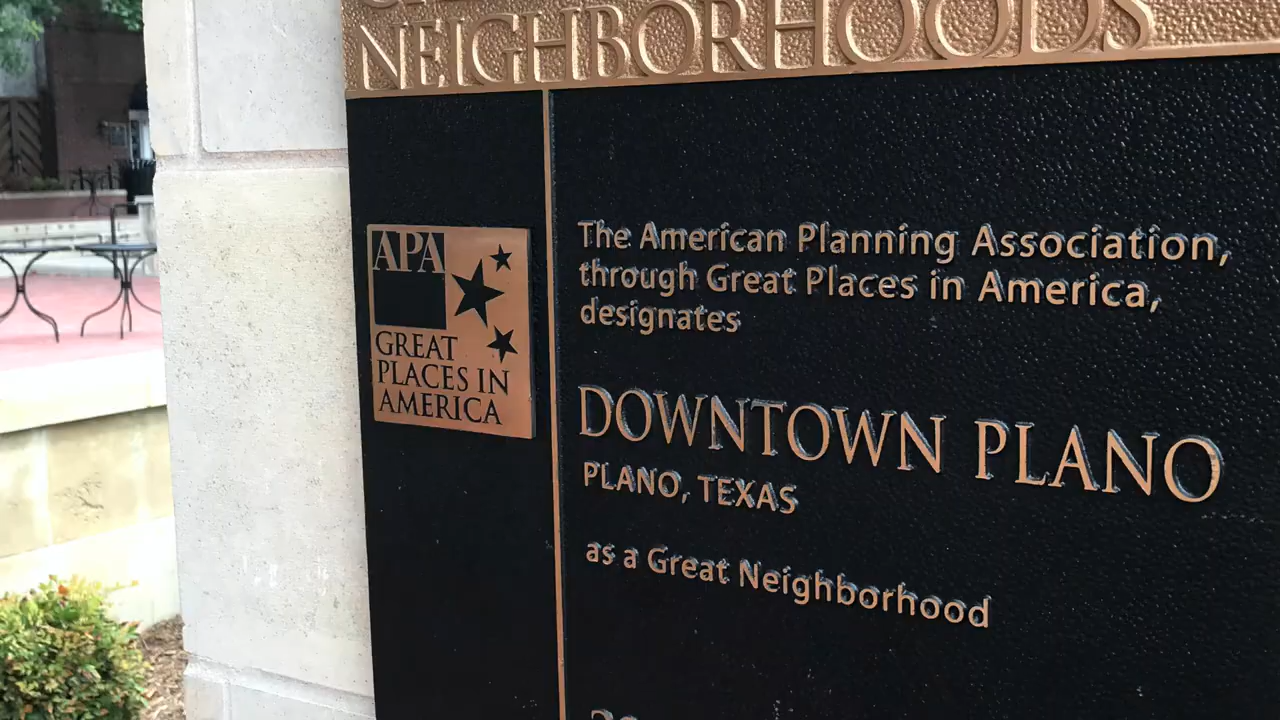 NEIGHBORHOODS
APA
GREAT
PLACES IN
AMERICA
The American Planning Association,
through Great Places in America,
designates
DOWNTOWN PLANO
PLANO, TEXAS
as a Great Neighborhood